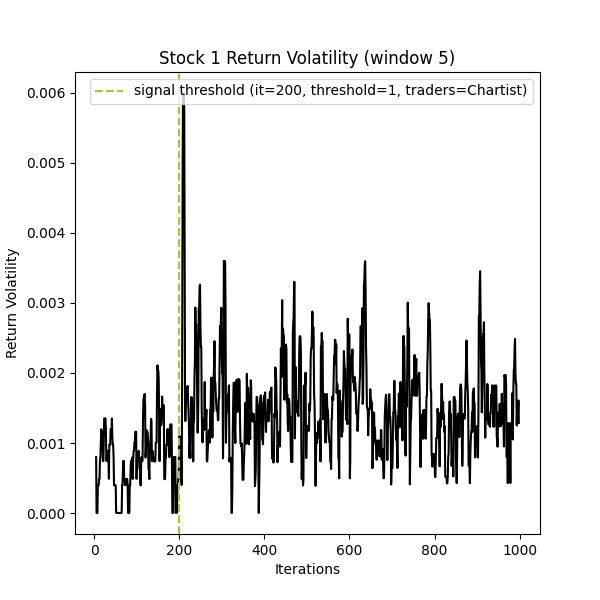 Stock 1 Return Volatility (window 5)
signal threshold (it=200, threshold=1, traders=Chartist)
0.006
0.005
0.004
0.003
0.002
0.001
0.000
Return Volatility
0 200 400 600 800 1000
Iterations